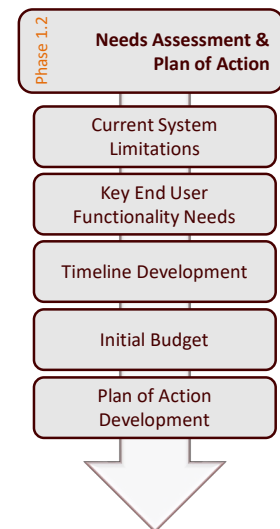 Phase 1.2
Needs Assessment &
Plan of Action
Current System
Limitations
Key End User
Functionality Needs
Timeline Development
Initial Budget
Plan of Action
Development